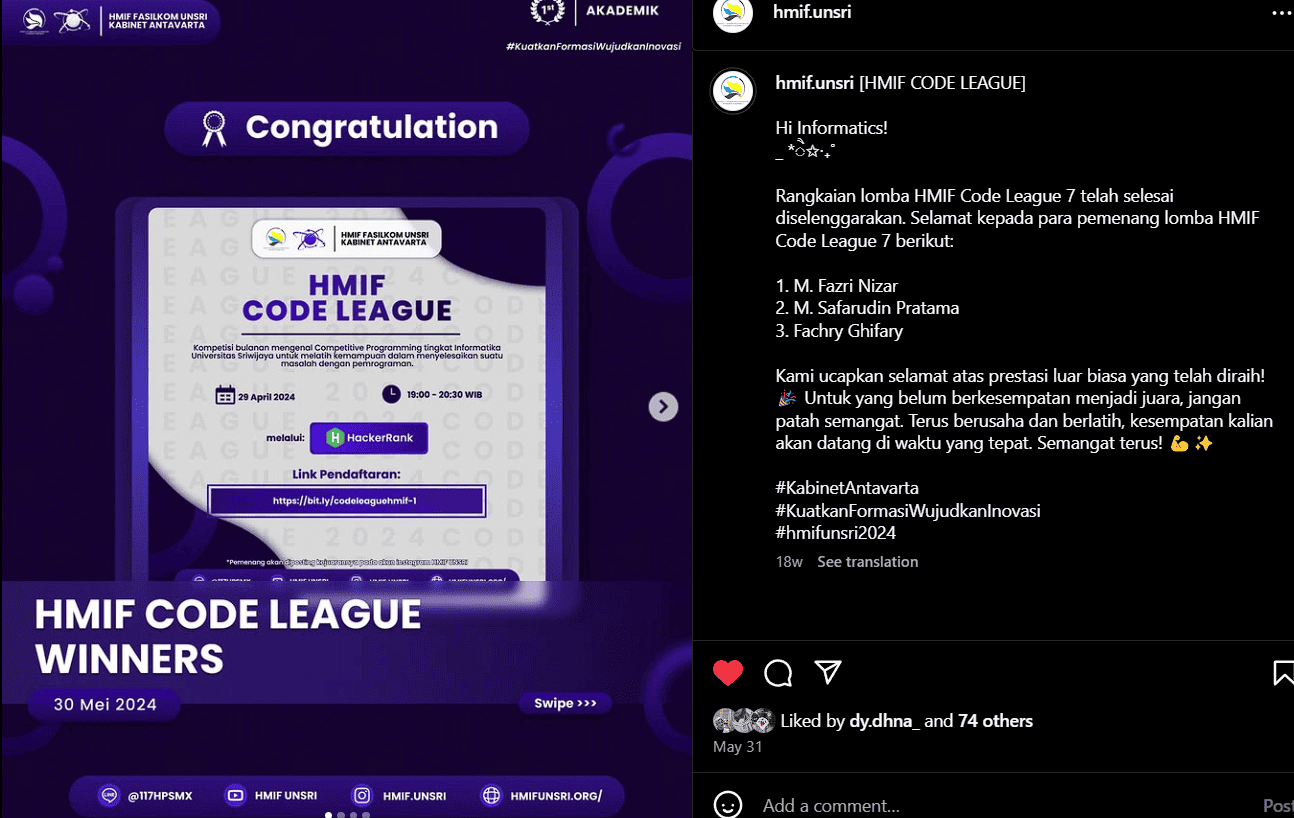 HMIF FASILKOM UNSRI
KABINET ANTAVARTA
1st
AKADEMIK
#KuatkanFormasiWujudkanInovasi
Congratulation
HMIF FASILKOM UNSRI
KABINET ANTAVARTA
HMIF
CODE LEAGUE
Kompetisi bulanan mengenal Competitive Programming tingkat Informatika
Universitas Sriwijaya untuk melatih kemampuan dalam menyelesaikan suatu
masalah dengan pemrograman.
29 April 2024
19:00 - 20:30 WIB
melalui:
H HackerRank
Link Pendaftaran:
https://bit.ly/codeleaguehmif-1
*Pemenang akan diposting kejuaraannya pada akun instagram HMIF UNSRI
HMIF CODE LEAGUE
WINNERS
30 Mei 2024
Swipe >>>
LINE
@117HPSMX
HMIF UNSRI
HMIF.UNSRI
HMIFUNSRI.ORG/
hmif.unsri
hmif.unsri [HMIF CODE LEAGUE]
Hi Informatics!
Rangkaian lomba HMIF Code League 7 telah selesai
diselenggarakan. Selamat kepada para pemenang lomba HMIF
Code League 7 berikut:
1. M. Fazri Nizar
2. M. Safarudin Pratama
3. Fachry Ghifary
Kami ucapkan selamat atas prestasi luar biasa yang telah diraih!
🎉 Untuk yang belum berkesempatan menjadi juara, jangan
patah semangat. Terus berusaha dan berlatih, kesempatan kalian
akan datang di waktu yang tepat. Semangat terus! 💪✨
#KabinetAntavarta
#KuatkanFormasiWujudkanInovasi
#hmifunsri2024
18w See translation
Liked by dy.dhna_ and 74 others
May 31
Add a comment...
Post